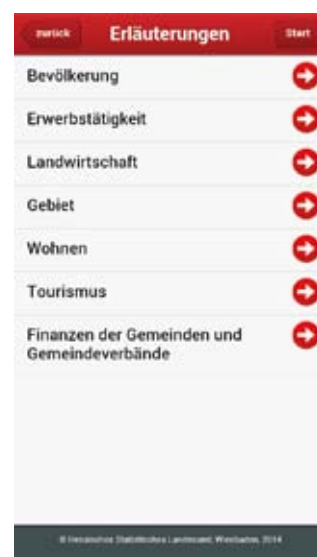 zurück Erläuterungen Start
Bevölkerung
Erwerbstätigkeit
Landwirtschaft
Gebiet
Wohnen
Tourismus
Finanzen der Gemeinden und
Gemeindeverbände
© Hessisches Statistisches Landesamt, Wiesbaden, 2014